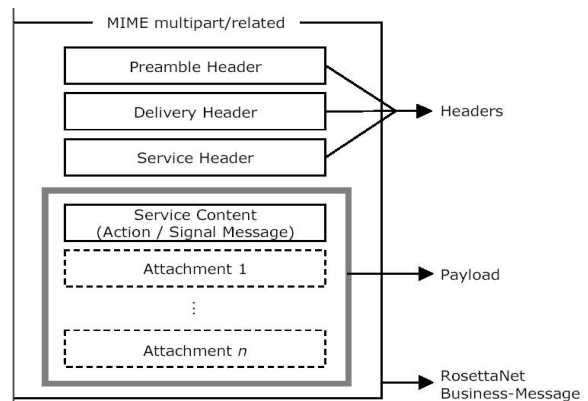 MIME multipart/related
Preamble Header
Delivery Header
Headers
Service Header
Service Content
(Action / Signal Message)
Attachment 1
Payload
⋮
Attachment n
RosettaNet
Business-Message